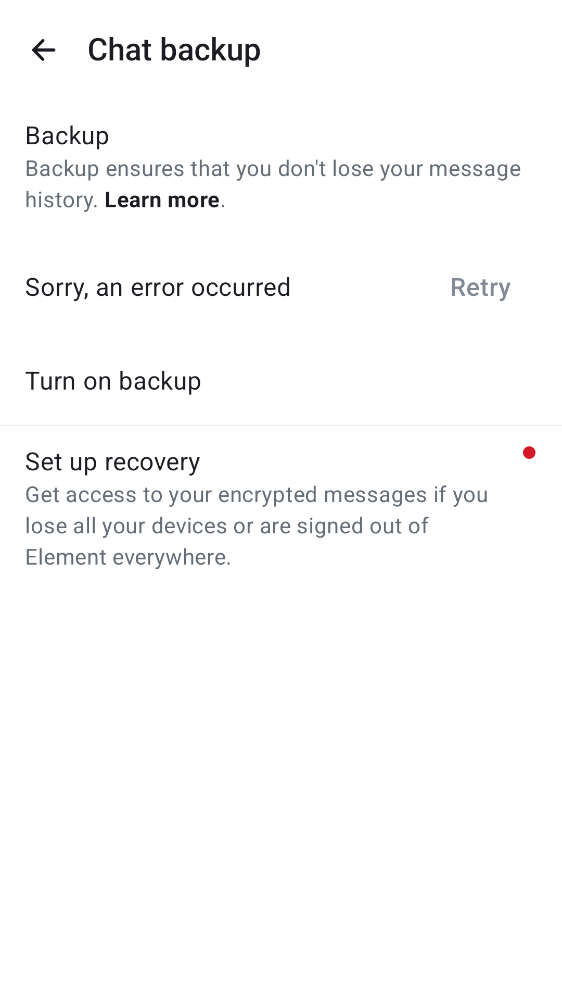 Chat backup
Backup
Backup ensures that you don't lose your message
history. Learn more.
Sorry, an error occurred
Retry
Turn on backup
Set up recovery
Get access to your encrypted messages if you
lose all your devices or are signed out of
Element everywhere.